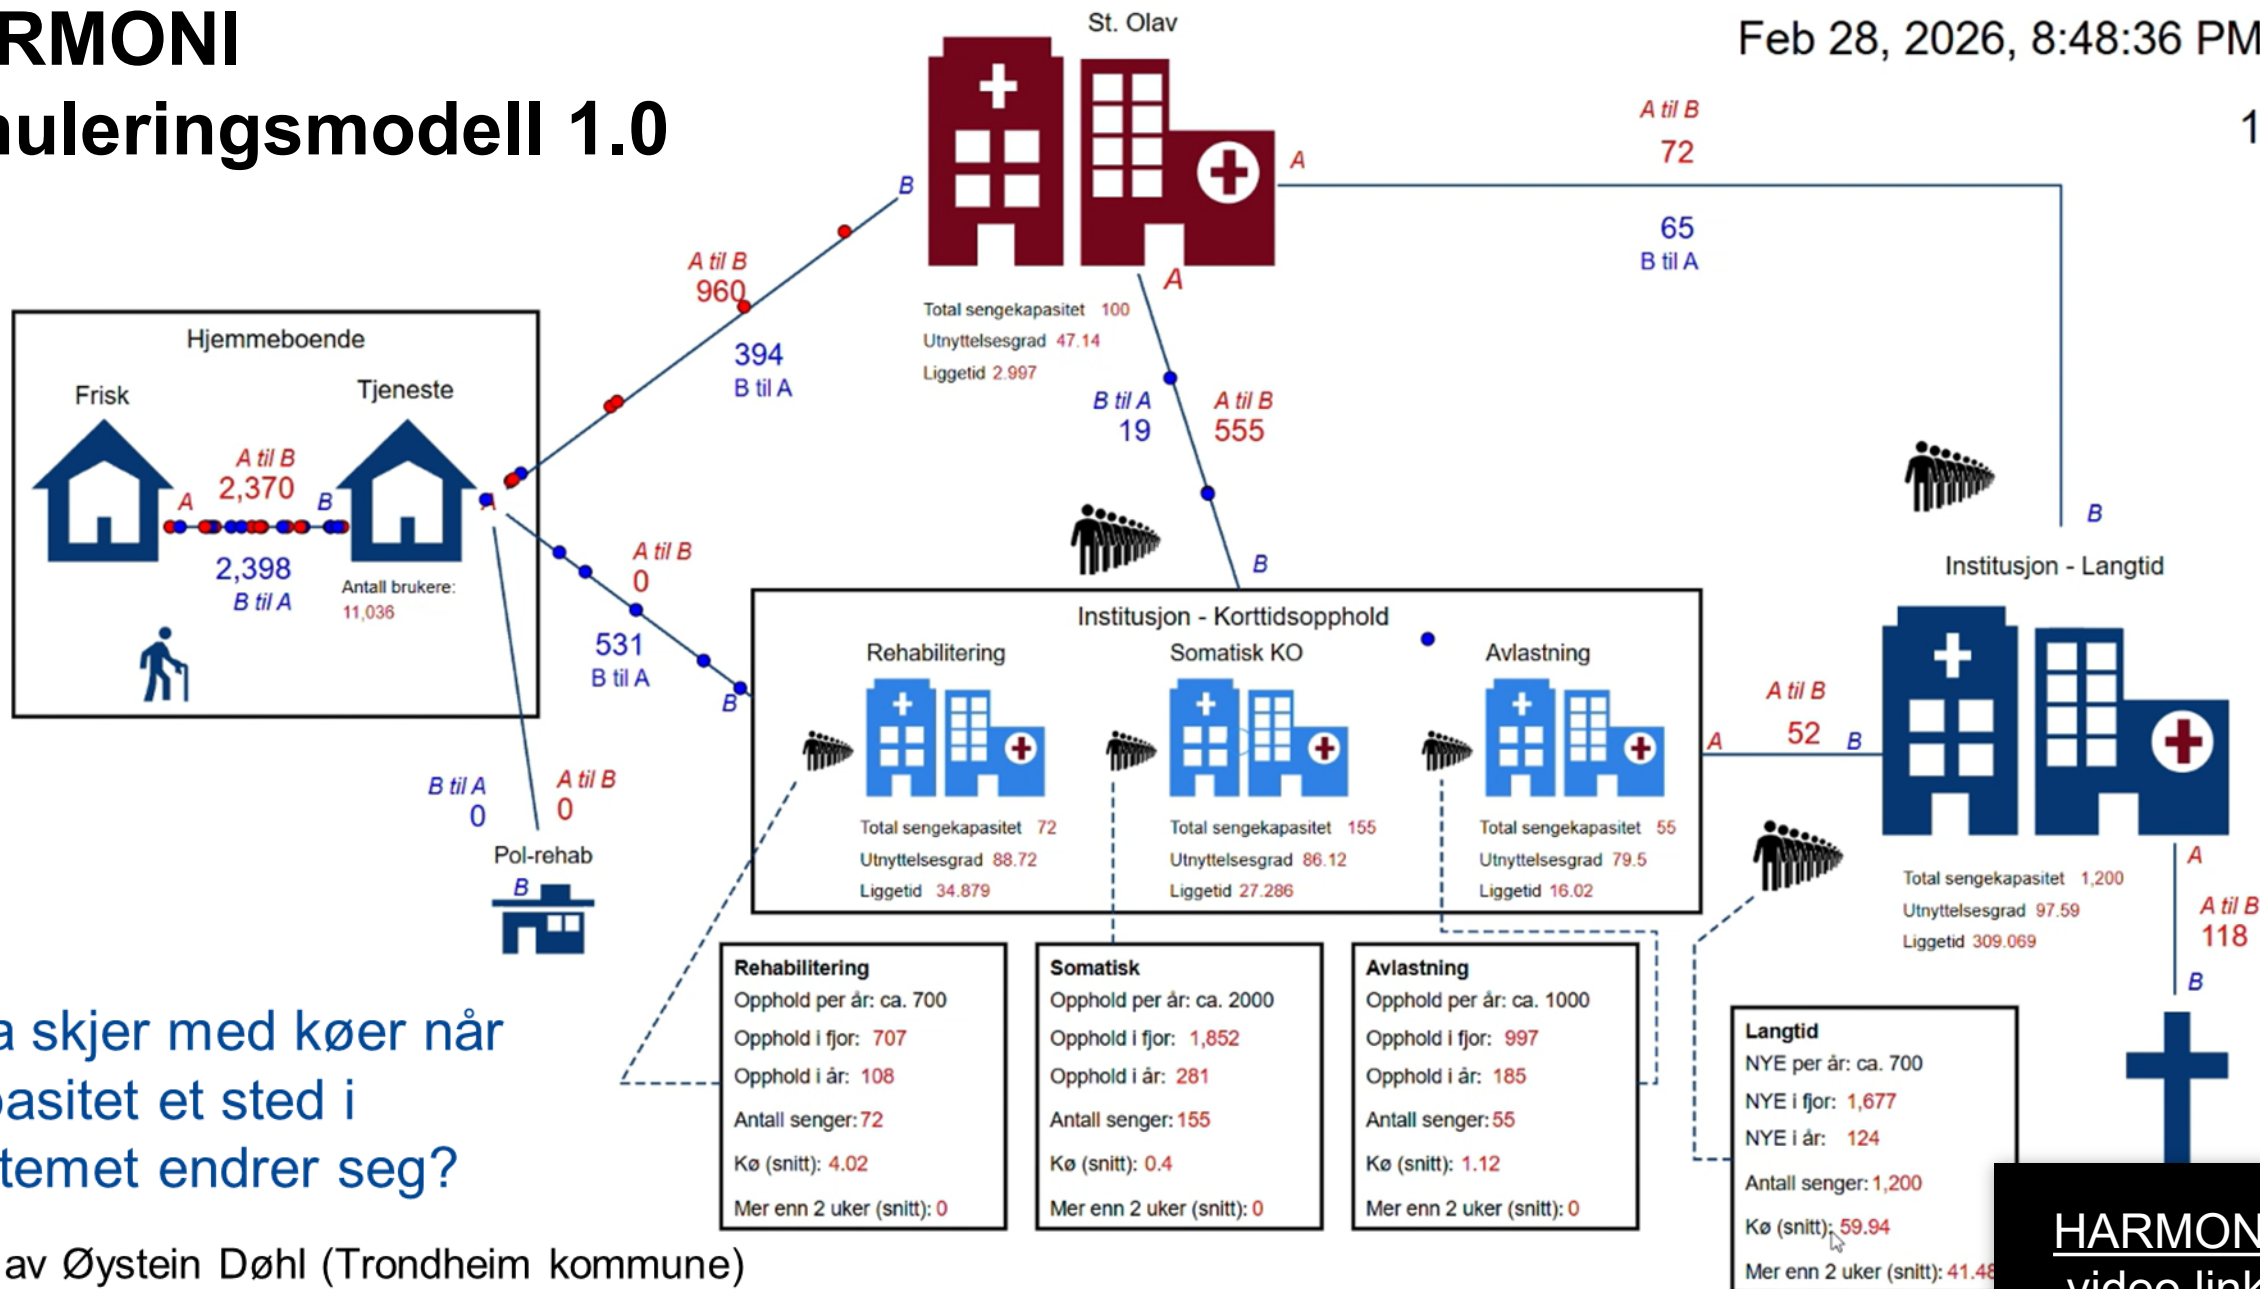 RMONI
uleringsmodell 1.0
St. Olav
Feb 28, 2026, 8:48:36 PM
1
A til B
72
A
65
B til A
B
A til B
960
394
B til A
A
Total sengekapasitet 100
Utnyttelsesgrad 47.14
Liggetid 2.997
B til A
19
A til B
555
B
Hjemmeboende
Frisk
Tjeneste
A til B
2,370
A
B
2,398
B til A
Antall brukere:
11,036
A
A til B
0
531
B til A
B
B til A
0
A til B
0
Pol-rehab
B
B
Institusjon - Langtid
Institusjon - Korttidsopphold
Rehabilitering
Total sengekapasitet 72
Utnyttelsesgrad 88.72
Liggetid 34.879
Somatisk KO
Total sengekapasitet 155
Utnyttelsesgrad 86.12
Liggetid 27.286
Avlastning
Total sengekapasitet 55
Utnyttelsesgrad 79.5
Liggetid 16.02
A til B
52
A
B
Total sengekapasitet 1,200
Utnyttelsesgrad 97.59
Liggetid 309.069
A
A til B
118
B
Rehabilitering
Opphold per år: ca. 700
Opphold i fjor: 707
Opphold i år: 108
Antall senger: 72
Kø (snitt): 4.02
Mer enn 2 uker (snitt): 0
Somatisk
Opphold per år: ca. 2000
Opphold i fjor: 1,852
Opphold i år: 281
Antall senger: 155
Kø (snitt): 0.4
Mer enn 2 uker (snitt): 0
Avlastning
Opphold per år: ca. 1000
Opphold i fjor: 997
Opphold i år: 185
Antall senger: 55
Kø (snitt): 1.12
Mer enn 2 uker (snitt): 0
Langtid
NYE per år: ca. 700
NYE i fjor: 1,677
NYE i år: 124
Antall senger: 1,200
Kø (snitt): 59.94
Mer enn 2 uker (snitt): 41.48
a skjer med køer når
pasitet et sted i
temet endrer seg?
av Øystein Døhl (Trondheim kommune)
HARMON
video link